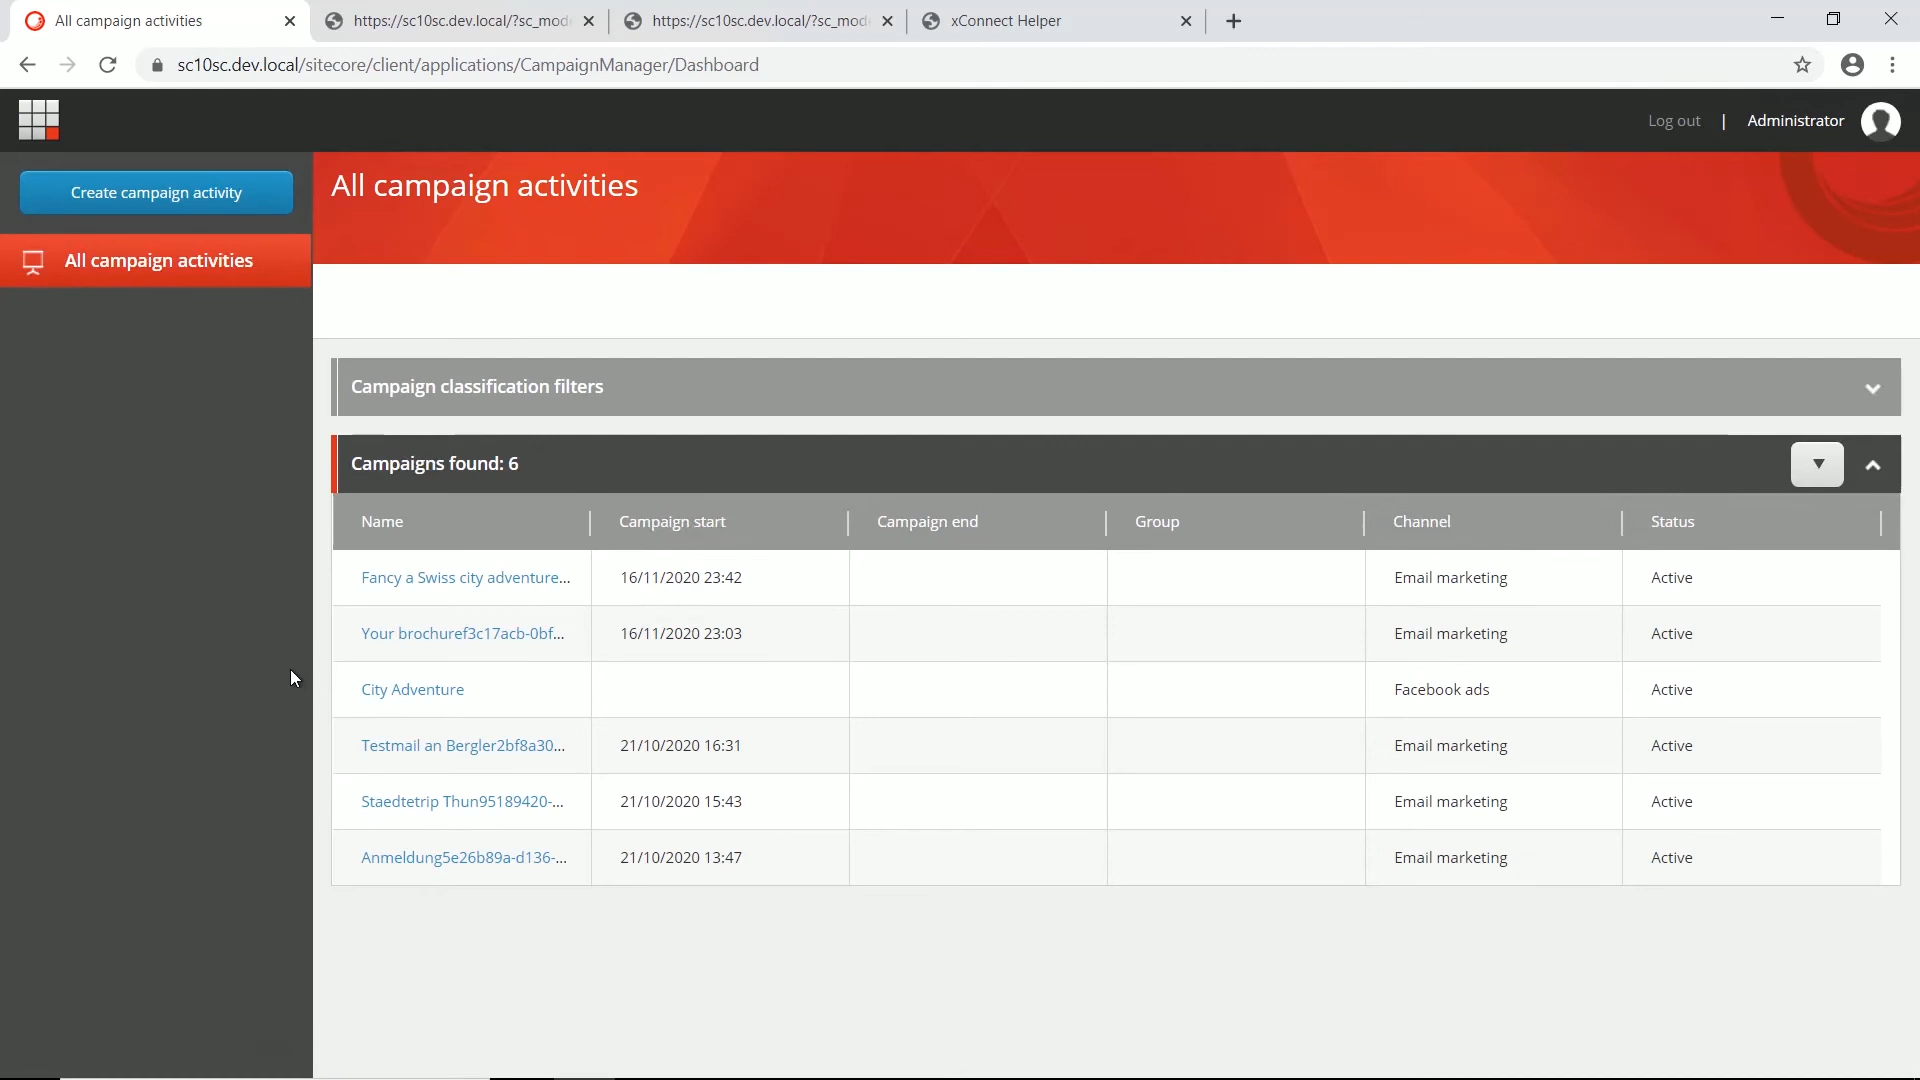 All campaign activities
https://sc10sc.dev.local/?sc_mod
https://sc10sc.dev.local/?sc_mod
xConnect Helper
sc10sc.dev.local/sitecore/client/applications/CampaignManager/Dashboard
Log out | Administrator
Create campaign activity
All campaign activities
All campaign activities
Campaign classification filters
Campaigns found: 6
Name Campaign start Campaign end Group Channel Status
Fancy a Swiss city adventure... 16/11/2020 23:42 Email marketing Active
Your brochuref3c17acb-0bf... 16/11/2020 23:03 Email marketing Active
City Adventure Facebook ads Active
Testmail an Bergler2bf8a30... 21/10/2020 16:31 Email marketing Active
Staedtetrip Thun95189420-... 21/10/2020 15:43 Email marketing Active
Anmeldung5e26b89a-d136-... 21/10/2020 13:47 Email marketing Active